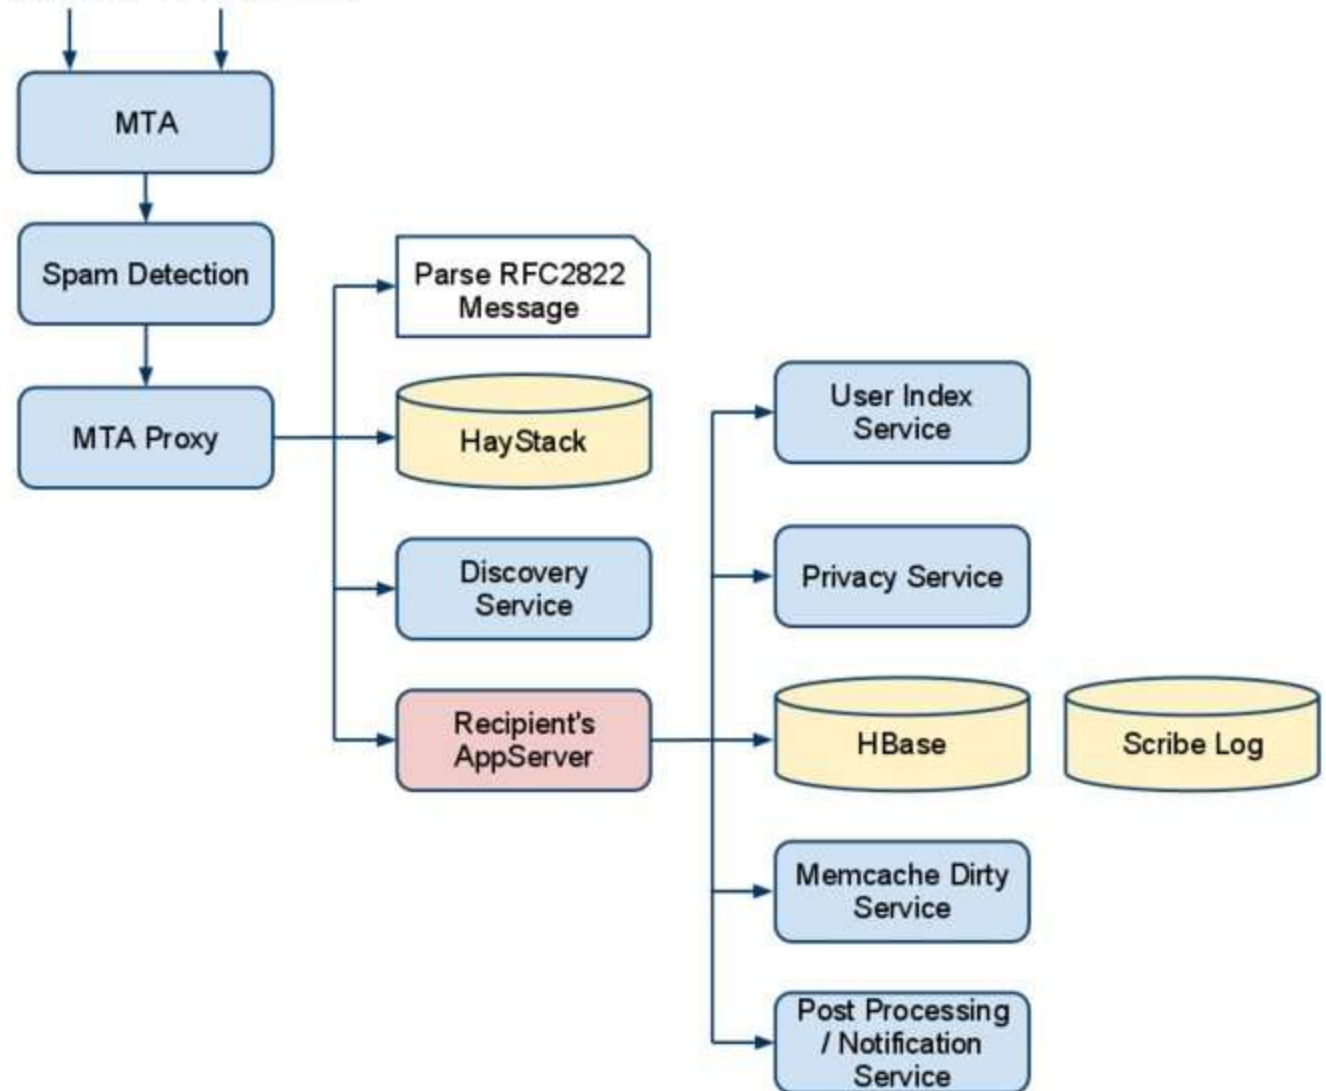 MTA
Spam Detection
MTA Proxy
Parse RFC2822
Message
HayStack
Discovery
Service
Recipient's
AppServer
User Index
Service
Privacy Service
HBase
Scribe Log
Memcache Dirty
Service
Post Processing
/ Notification
Service